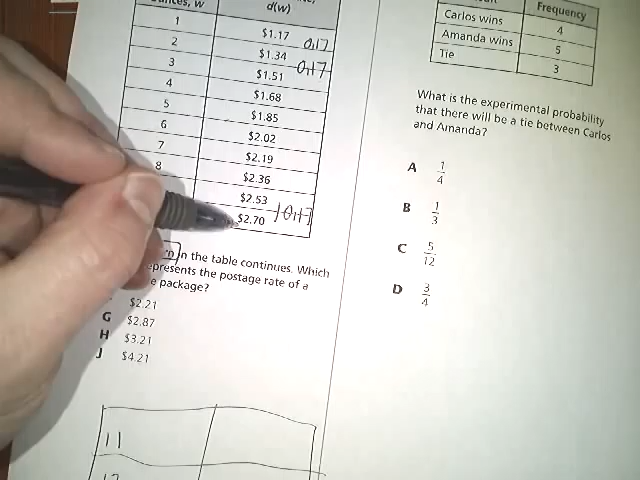 w
d(w)
1 $1.17
0.17
2 $1.34
0.17
3 $1.51
4 $1.68
5 $1.85
6 $2.02
7 $2.19
8 $2.36
$2.53
0.17
$2.70
in the table continues. Which
represents the postage rate of a
package?
$2.21
G $2.87
H $3.21
J $4.21
11
12
Frequency
Carlos wins 4
Amanda wins 5
Tie 3
What is the experimental probability
that there will be a tie between Carlos
and Amanda?
A 1/4
B 1/3
C 5/12
D 3/4